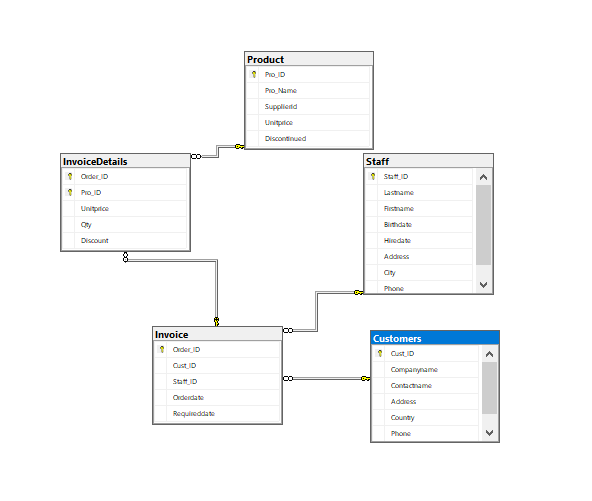 Product
Pro_ID
Pro_Name
SupplierId
Unitprice
Discontinued
InvoiceDetails
Order_ID
Pro_ID
Unitprice
Qty
Discount
Staff
Staff_ID
Lastname
Firstname
Birthdate
Hiredate
Address
City
Phone
Invoice
Order_ID
Cust_ID
Staff_ID
Orderdate
Requireddate
Customers
Cust_ID
Companyname
Contactname
Address
Country
Phone